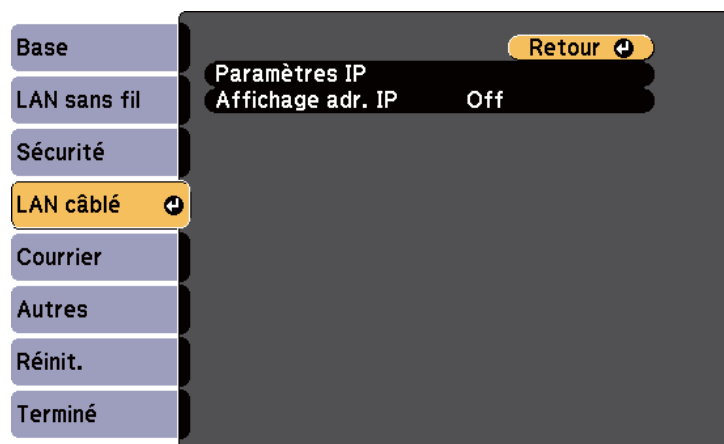 Base
LAN sans fil
Sécurité
LAN câblé
Courrier
Autres
Réinit.
Terminé
Retour
Paramètres IP
Affichage adr. IP Off